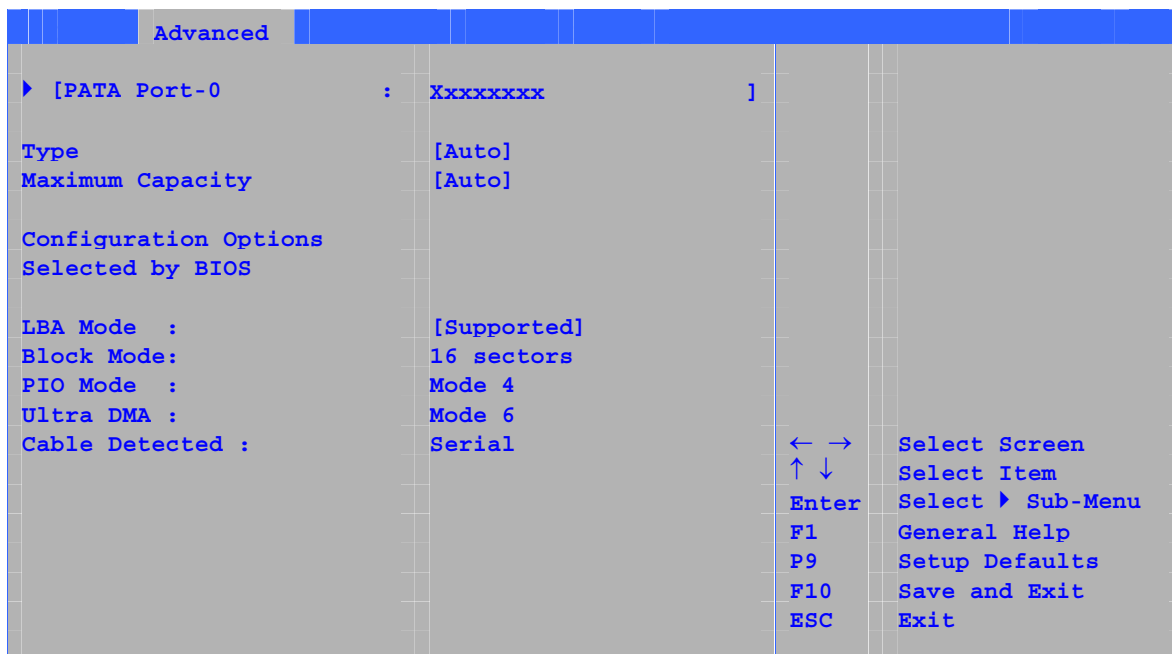 Advanced
[PATA Port-0 : Xxxxxxxx ]
Type [Auto]
Maximum Capacity [Auto]
Configuration Options
Selected by BIOS
LBA Mode : [Supported]
Block Mode: 16 sectors
PIO Mode : Mode 4
Ultra DMA : Mode 6
Cable Detected : Serial
← → Select Screen
↑ ↓ Select Item
Enter Select ▶ Sub-Menu
F1 General Help
P9 Setup Defaults
F10 Save and Exit
ESC Exit